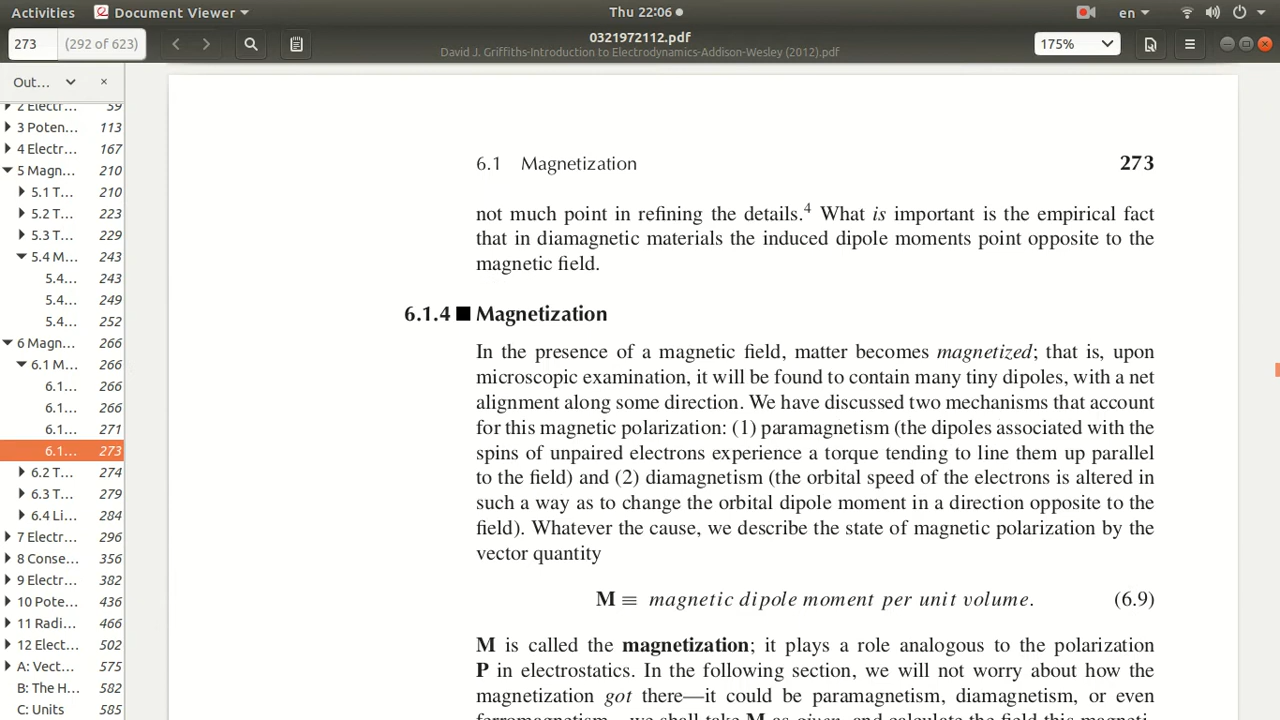 Activities Document Viewer Thu 22:06 en
273 (292 of 623) 0321972112.pdf 175%
David J. Griffiths-Introduction to Electrodynamics-Addison-Wesley (2012).pdf
Out... ×
2 Electr... 59
3 Poten... 113
4 Electr... 167
5 Magn... 210
5.1 T... 210
5.2 T... 223
5.3 T... 229
5.4 M... 243
5.4... 243
5.4... 249
5.4... 252
6 Magn... 266
6.1 M... 266
6.1... 266
6.1... 266
6.1... 271
6.1... 273
6.2 T... 274
6.3 T... 279
6.4 Li... 284
7 Electr... 296
8 Conse... 356
9 Electr... 382
10 Pote... 436
11 Radi... 466
12 Elect... 502
A: Vect... 575
B: The H... 582
C: Units 585
6.1 Magnetization 273
not much point in refining the details.⁴ What is important is the empirical fact
that in diamagnetic materials the induced dipole moments point opposite to the
magnetic field.
6.1.4 ■ Magnetization
In the presence of a magnetic field, matter becomes magnetized; that is, upon
microscopic examination, it will be found to contain many tiny dipoles, with a net
alignment along some direction. We have discussed two mechanisms that account
for this magnetic polarization: (1) paramagnetism (the dipoles associated with the
spins of unpaired electrons experience a torque tending to line them up parallel
to the field) and (2) diamagnetism (the orbital speed of the electrons is altered in
such a way as to change the orbital dipole moment in a direction opposite to the
field). Whatever the cause, we describe the state of magnetic polarization by the
vector quantity
M ≡ magnetic dipole moment per unit volume. (6.9)
M is called the magnetization; it plays a role analogous to the polarization
P in electrostatics. In the following section, we will not worry about how the
magnetization got there—it could be paramagnetism, diamagnetism, or even
ferromagnetism—we shall take M as given, and calculate the field this magneti-